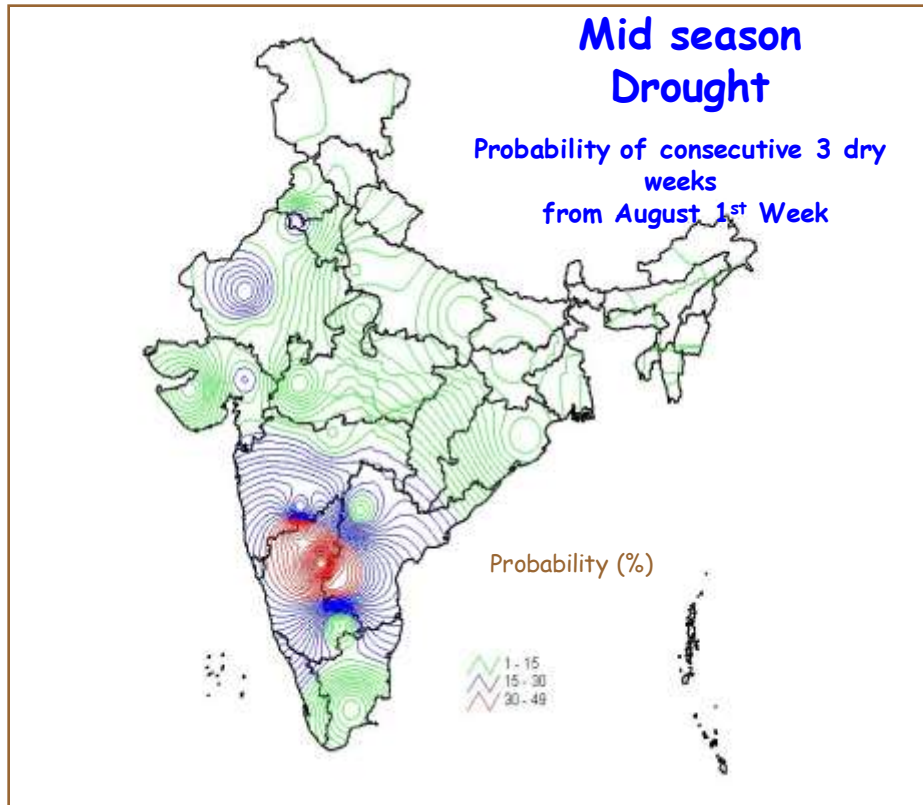 Mid season
Drought
Probability of consecutive 3 dry
weeks
from August 1st Week
Probability (%)
1 - 15
15 - 30
30 - 49